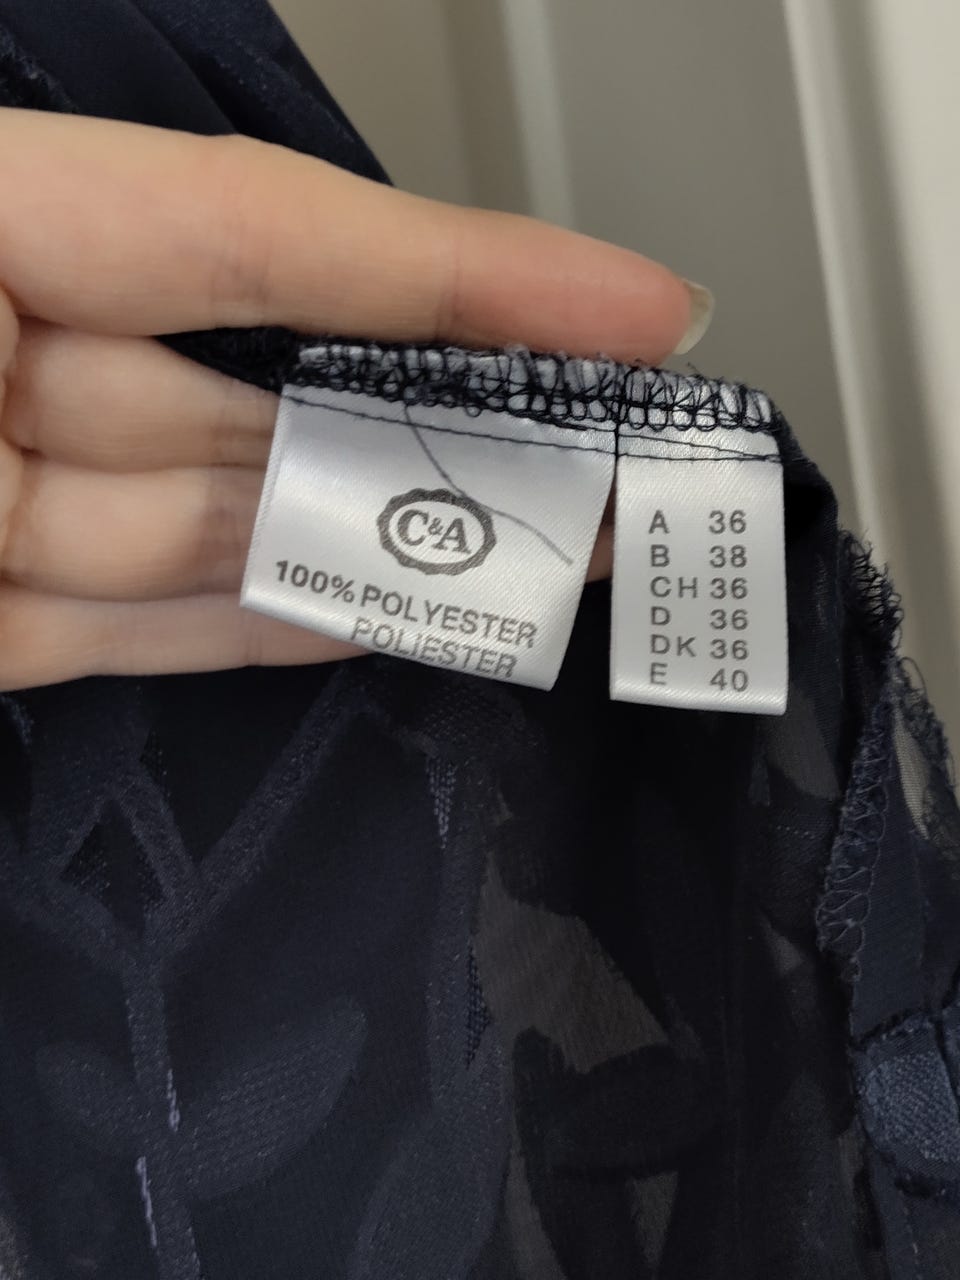 C&A
100% POLYESTER
POLIESTER
A 36
B 38
CH 36
D 36
DK 36
E 40